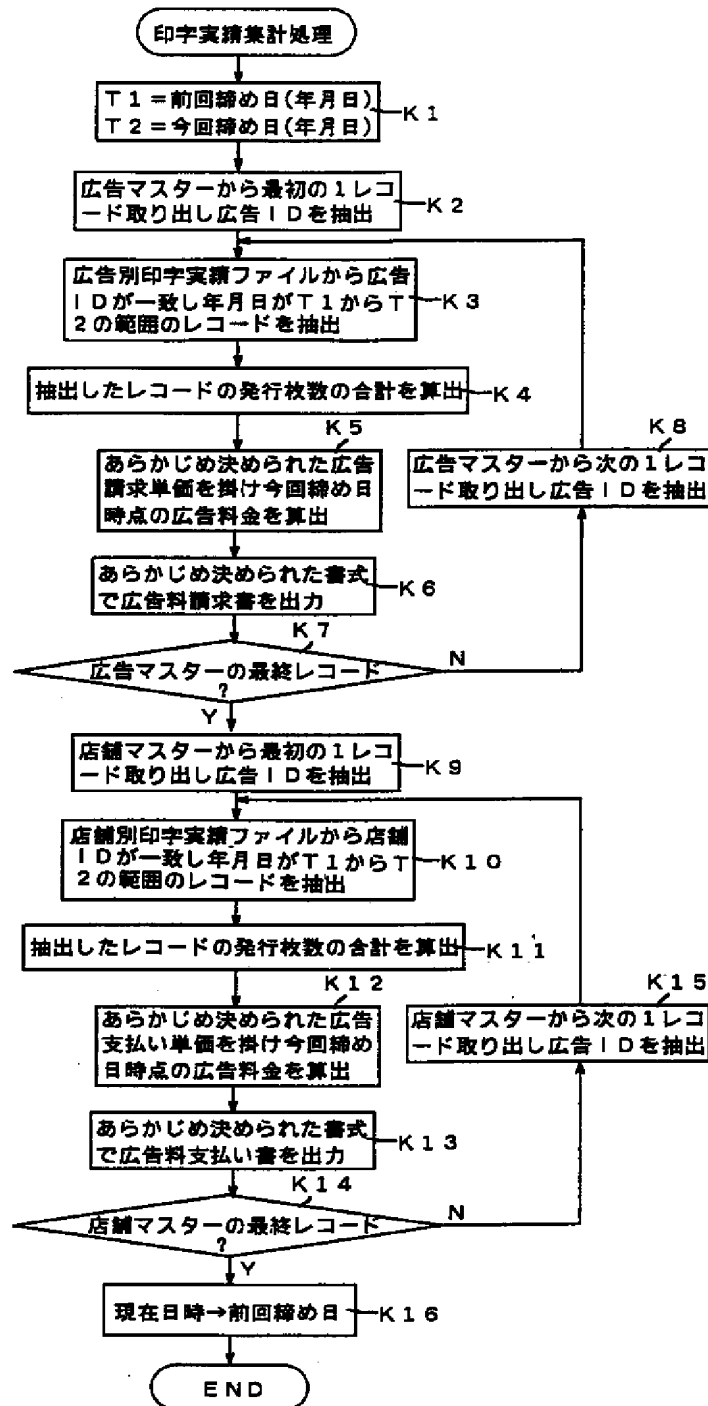 印字実績集計処理
T1=前回締め日(年月日)
T2=今回締め日(年月日)
K1
広告マスターから最初の1レコ
ード取り出し広告IDを抽出
K2
広告別印字実績ファイルから広告
IDが一致し年月日がT1からT
2の範囲のレコードを抽出
K3
抽出したレコードの発行枚数の合計を算出
K4
K5
あらかじめ決められた広告
請求単価を掛け今回締め日
時点の広告料金を算出
K8
広告マスターから次の1レコ
ード取り出し広告IDを抽出
あらかじめ決められた書式
で広告料請求書を出力
K6
K7
広告マスターの最終レコード
?
N
Y
店舗マスターから最初の1レコ
ード取り出し広告IDを抽出
K9
店舗別印字実績ファイルから店舗
IDが一致し年月日がT1からT
2の範囲のレコードを抽出
K10
抽出したレコードの発行枚数の合計を算出
K11
K12
あらかじめ決められた広告
支払い単価を掛け今回締め
日時点の広告料金を算出
K15
店舗マスターから次の1レコ
ード取り出し広告IDを抽出
あらかじめ決められた書式
で広告料支払い書を出力
K13
K14
店舗マスターの最終レコード
?
N
Y
現在日時→前回締め日
K16
END